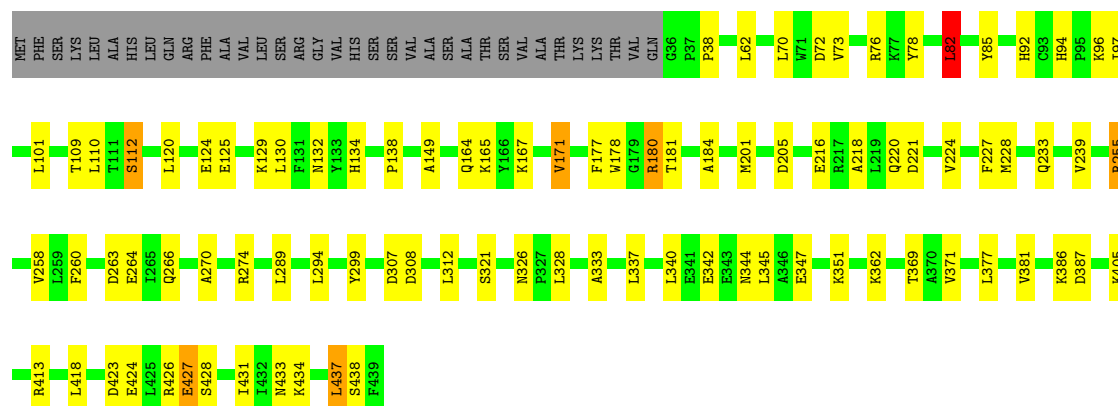 MET PHE SER LYS LEU ALA HIS LEU GLN ARG PHE ALA VAL LEU SER ARG GLY VAL HIS SER SER VAL ALA SER ALA THR SER VAL ALA THR LYS LYS THR VAL GLN G36 P37 P38 L62 L70 W71 D72 V73 R76 K77 Y78 L82 Y85 H92 C93 H94 P95 K96
L101 T109 L110 T111 S112 L120 E124 E125 K129 L130 F131 N132 Y133 H134 P138 A149 Q164 K165 Y166 K167 V171 F177 W178 G179 R180 T181 A184 M201 D205 E216 R217 A218 L219 Q220 D221 V224 F227 M228 Q233 V239 R255
V258 L259 F260 D263 E264 I265 Q266 A270 R274 L289 L294 Y299 D307 D308 L312 S321 N326 P327 L328 A333 L337 L340 E341 E342 E343 N344 L345 A346 E347 K351 K362 T369 A370 V371 L377 V381 K386 D387 K405
R413 L418 D423 E424 L425 R426 E427 S428 I431 I432 N433 K434 L437 S438 F439